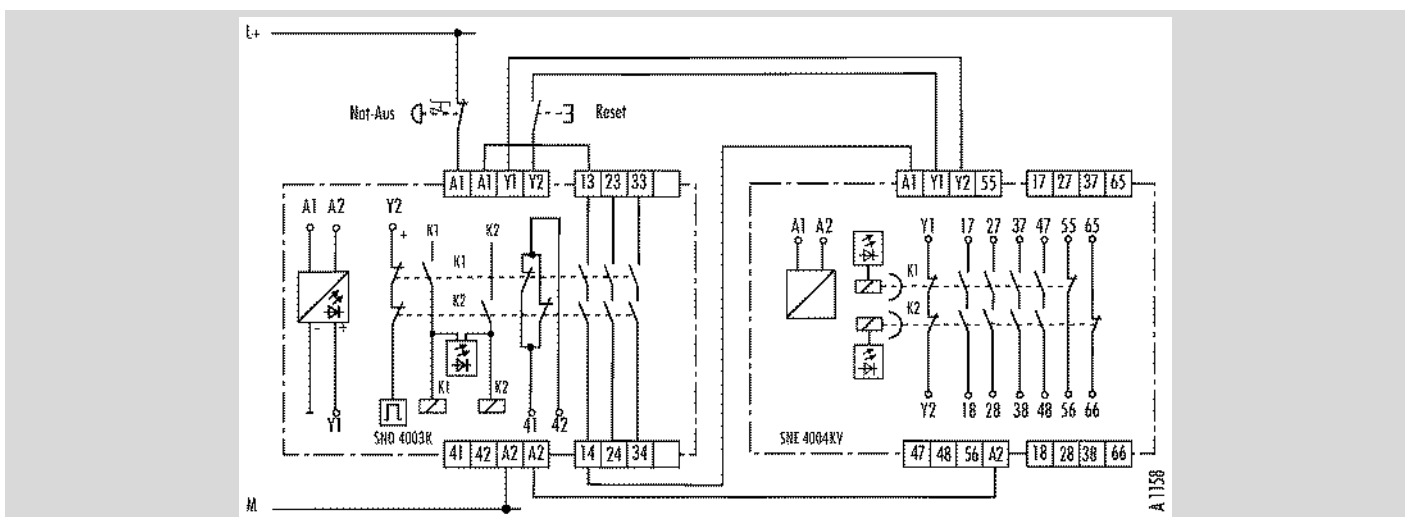 L+
Not-Aus
Reset
A1 A1 Y1 Y2
13 23 33
A1 Y1 Y2 55
17 27 37 65
A1 A2 Y2
K1 K2
K1
K2
- +
+
K1 K2
Y1
41 42
SNO 4003K
41 42 A2 A2
14 24 34
A1 A2
K1
K2
Y1 17 27 37 47 55 65
Y2 18 28 38 48 56 66
SNE 4004KV
47 48 56 A2
18 28 38 66
M
A 1158